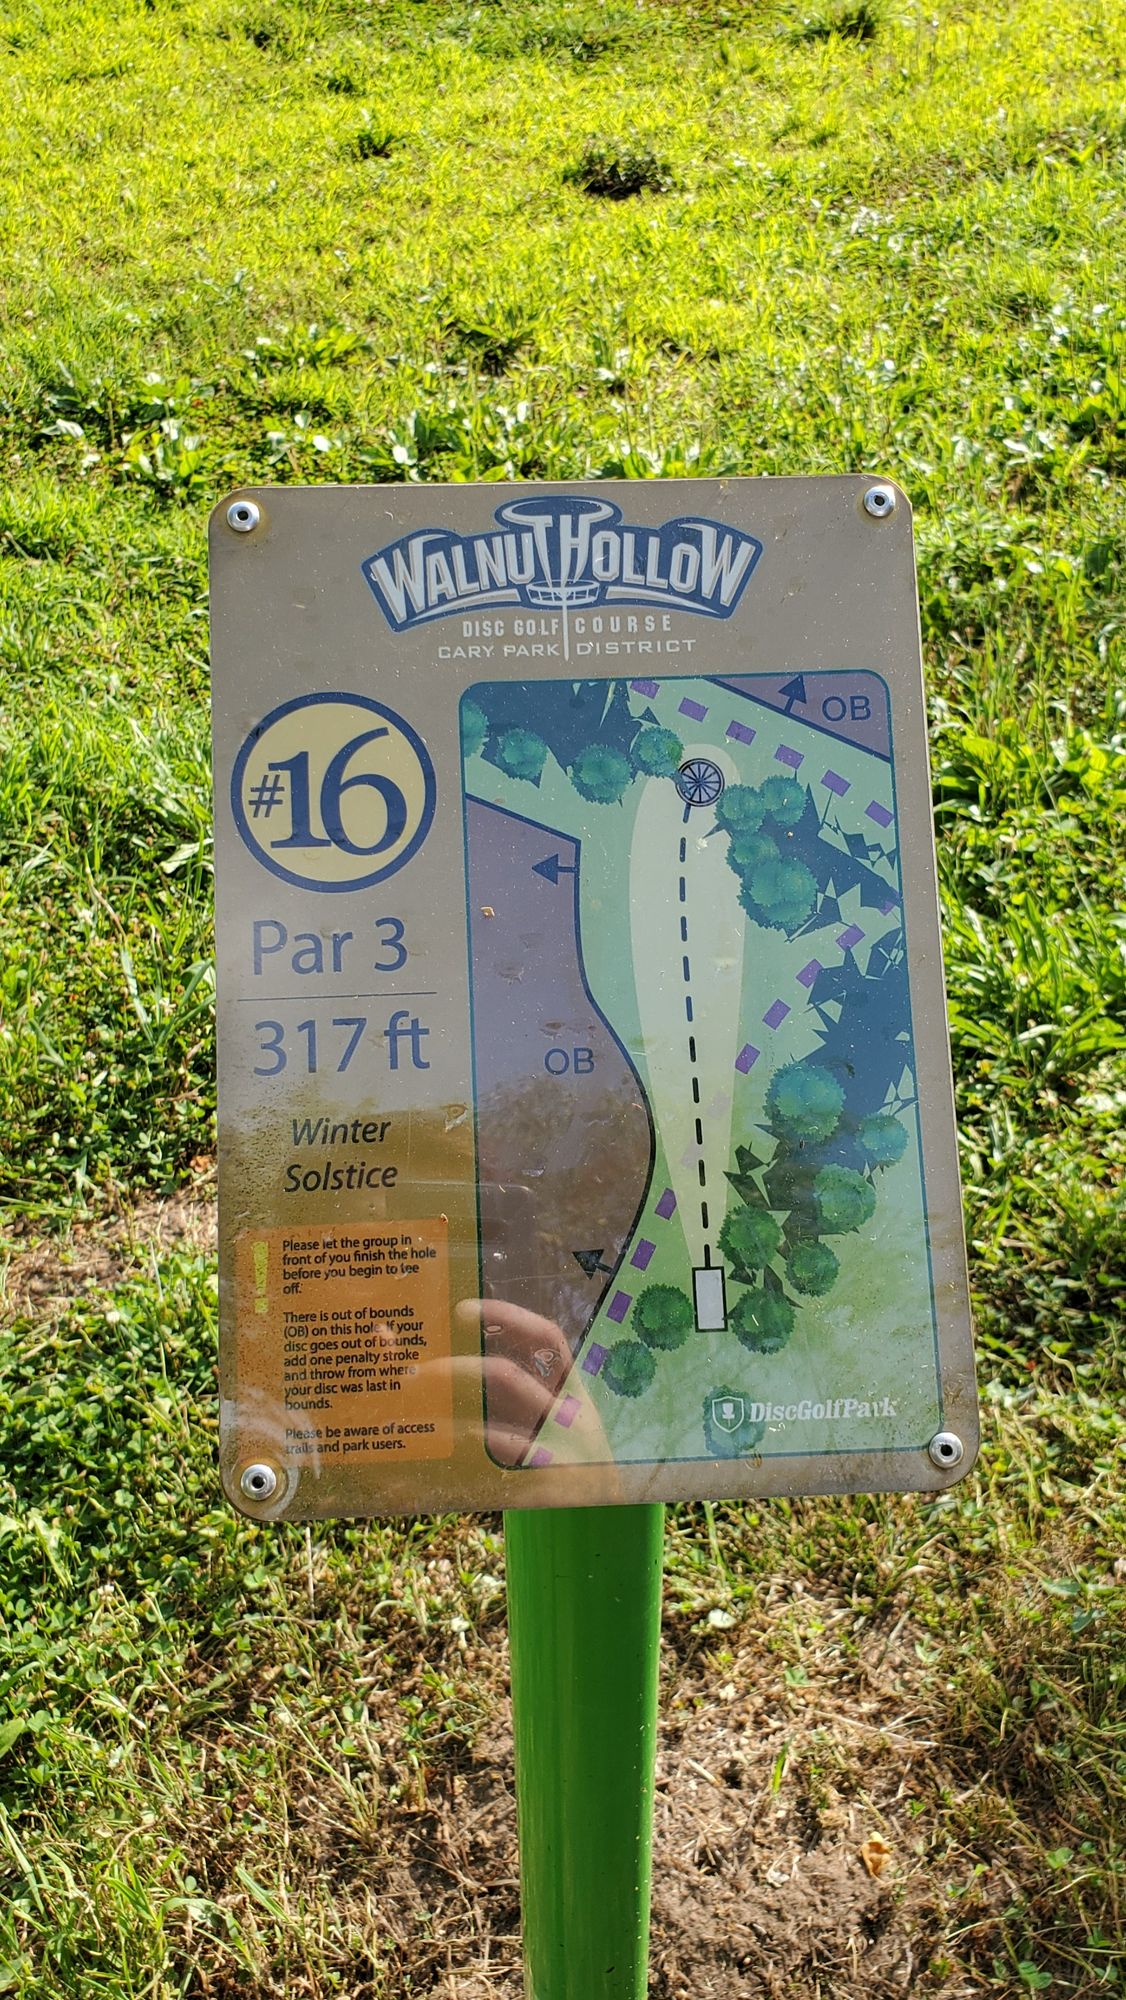 WALNUT HOLLOW
DISC GOLF COURSE
CARY PARK DISTRICT
#16
Par 3
317 ft
Winter
Solstice
!
Please let the group in
front of you finish the hole
before you begin to tee
off.
There is out of bounds
(OB) on this hole. If your
disc goes out of bounds,
add one penalty stroke
and throw from where
your disc was last in
bounds.
Please be aware of access
trails and park users.
OB
OB
DiscGolfPark